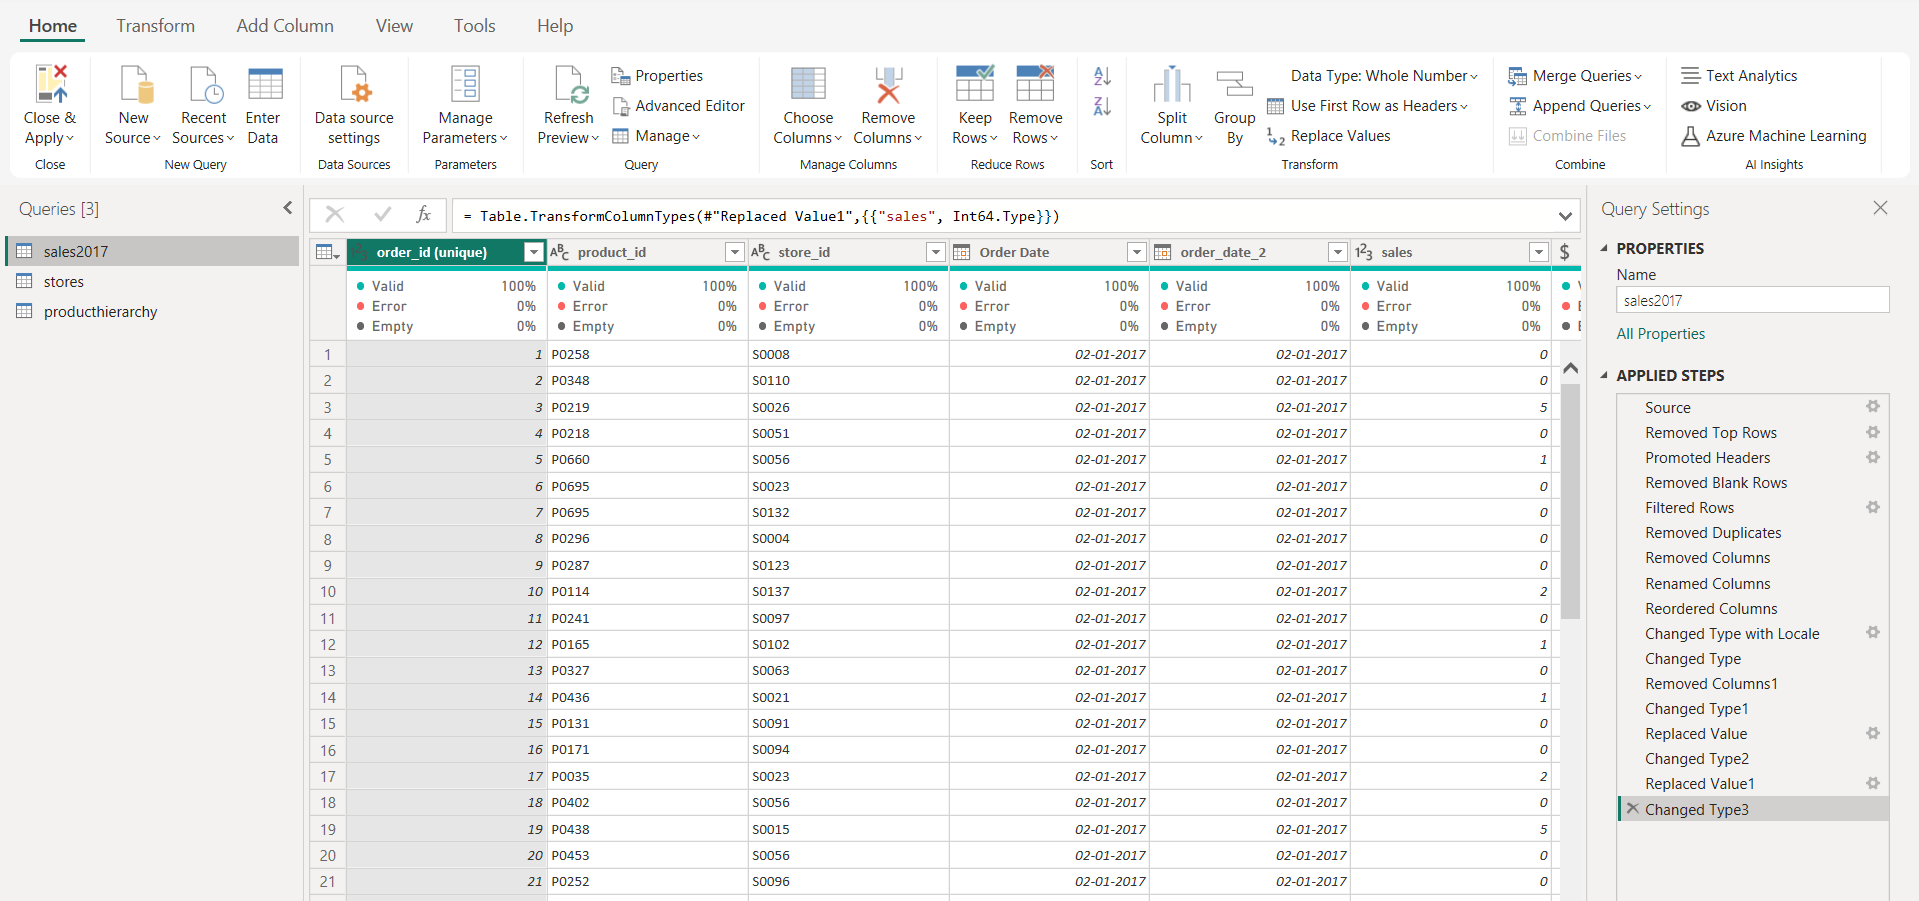 Home Transform Add Column View Tools Help
Close & Apply New Source Recent Sources Enter Data Data source settings Manage Parameters Refresh Preview Properties Advanced Editor Manage Choose Columns Remove Columns Keep Rows Remove Rows Split Column Group By Data Type: Whole Number Use First Row as Headers Replace Values Merge Queries Append Queries Combine Files Text Analytics Vision Azure Machine Learning
Close New Query Data Sources Parameters Query Manage Columns Reduce Rows Sort Transform Combine AI Insights
Queries [3]
sales2017
stores
producthierarchy
fx = Table.TransformColumnTypes(#"Replaced Value1",{{"sales", Int64.Type}})
order_id (unique) ABC product_id ABC store_id Order Date order_date_2 123 sales $
Valid 100% Valid 100% Valid 100% Valid 100% Valid 100% Valid 100%
Error 0% Error 0% Error 0% Error 0% Error 0% Error 0%
Empty 0% Empty 0% Empty 0% Empty 0% Empty 0% Empty 0%
1 1 P0258 S0008 02-01-2017 02-01-2017 0
2 2 P0348 S0110 02-01-2017 02-01-2017 0
3 3 P0219 S0026 02-01-2017 02-01-2017 5
4 4 P0218 S0051 02-01-2017 02-01-2017 0
5 5 P0660 S0056 02-01-2017 02-01-2017 1
6 6 P0695 S0023 02-01-2017 02-01-2017 0
7 7 P0695 S0132 02-01-2017 02-01-2017 0
8 8 P0296 S0004 02-01-2017 02-01-2017 0
9 9 P0287 S0123 02-01-2017 02-01-2017 0
10 10 P0114 S0137 02-01-2017 02-01-2017 2
11 11 P0241 S0097 02-01-2017 02-01-2017 0
12 12 P0165 S0102 02-01-2017 02-01-2017 1
13 13 P0327 S0063 02-01-2017 02-01-2017 0
14 14 P0436 S0021 02-01-2017 02-01-2017 1
15 15 P0131 S0091 02-01-2017 02-01-2017 0
16 16 P0171 S0094 02-01-2017 02-01-2017 0
17 17 P0035 S0023 02-01-2017 02-01-2017 2
18 18 P0402 S0056 02-01-2017 02-01-2017 0
19 19 P0438 S0015 02-01-2017 02-01-2017 5
20 20 P0453 S0056 02-01-2017 02-01-2017 0
21 21 P0252 S0096 02-01-2017 02-01-2017 0
Query Settings
PROPERTIES
Name
sales2017
All Properties
APPLIED STEPS
Source
Removed Top Rows
Promoted Headers
Removed Blank Rows
Filtered Rows
Removed Duplicates
Removed Columns
Renamed Columns
Reordered Columns
Changed Type with Locale
Changed Type
Removed Columns1
Changed Type1
Replaced Value
Changed Type2
Replaced Value1
Changed Type3